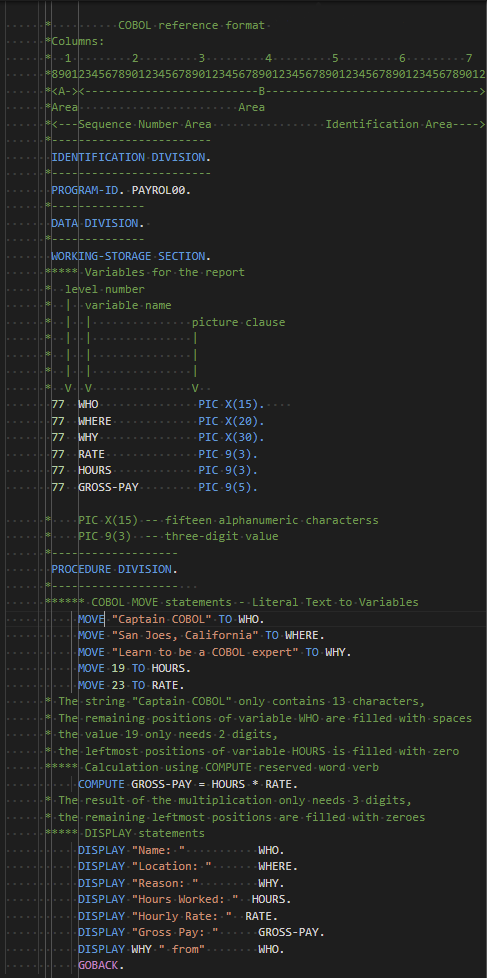 *          COBOL reference format
*Columns:
*  1         2         3         4         5         6         7
*89012345678901234567890123456789012345678901234567890123456789012
*<A-><--------------------------B-------------------------------->
*Area                        Area
*<---Sequence Number Area                 Identification Area---->
*------------------------
IDENTIFICATION DIVISION.
*------------------------
PROGRAM-ID. PAYROL00.
*--------------
DATA DIVISION.
*--------------
WORKING-STORAGE SECTION.
***** Variables for the report
*  level number
*  |  variable name
*  |  |               picture clause
*  |  |               |
*  |  |               |
*  |  |               |
*  V  V               V
77  WHO               PIC X(15).
77  WHERE             PIC X(20).
77  WHY               PIC X(30).
77  RATE              PIC 9(3).
77  HOURS             PIC 9(3).
77  GROSS-PAY         PIC 9(5).
*    PIC X(15) -- fifteen alphanumeric characterss
*    PIC 9(3)  -- three-digit value
*-------------------
PROCEDURE DIVISION.
*-------------------
****** COBOL MOVE statements - Literal Text to Variables
MOVE "Captain COBOL" TO WHO.
MOVE "San Joes, California" TO WHERE.
MOVE "Learn to be a COBOL expert" TO WHY.
MOVE 19 TO HOURS.
MOVE 23 TO RATE.
* The string "Captain COBOL" only contains 13 characters,
* The remaining positions of variable WHO are filled with spaces
* the value 19 only needs 2 digits,
* the leftmost positions of variable HOURS is filled with zero
***** Calculation using COMPUTE reserved word verb
COMPUTE GROSS-PAY = HOURS * RATE.
* The result of the multiplication only needs 3 digits,
* the remaining leftmost positions are filled with zeroes
***** DISPLAY statements
DISPLAY "Name: "           WHO.
DISPLAY "Location: "       WHERE.
DISPLAY "Reason: "         WHY.
DISPLAY "Hours Worked: "  HOURS.
DISPLAY "Hourly Rate: "  RATE.
DISPLAY "Gross Pay: "      GROSS-PAY.
DISPLAY WHY " from"        WHO.
GOBACK.